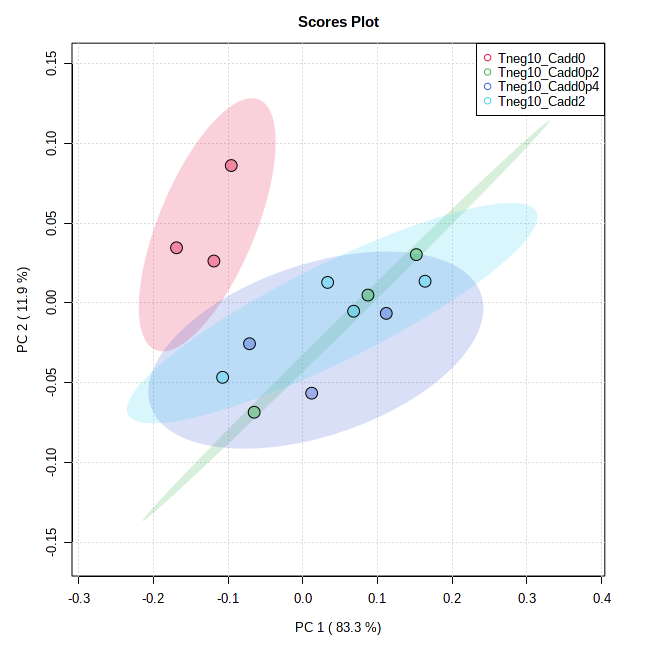 Scores Plot
Tneg10_Cadd0
Tneg10_Cadd0p2
Tneg10_Cadd0p4
Tneg10_Cadd2
0.15
0.10
0.05
0.00
-0.05
-0.10
-0.15
PC 2 ( 11.9 %)
-0.3 -0.2 -0.1 0.0 0.1 0.2 0.3 0.4
PC 1 ( 83.3 %)